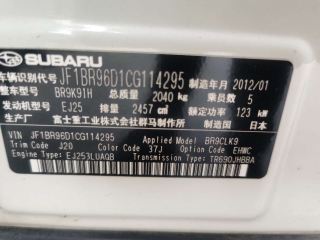 SUBARU
车辆识别代号 JF1BR96D1CG114295 制造年月 2012/01
整车型号 BR9K91H 总质量 2040 kg 乘员数 5
发动机型号 EJ25 排量 2457 cm³ 额定功率 123 kW
富士重工业株式会社群马制作所 制造国 日本
VIN JF1BR96D1CG114295 Applied Model BR9CLK9
Trim Code J20 Color Code 37J Option Code EHWC
Engine Type EJ253LUAQB Transmission Type TR690JHBBA